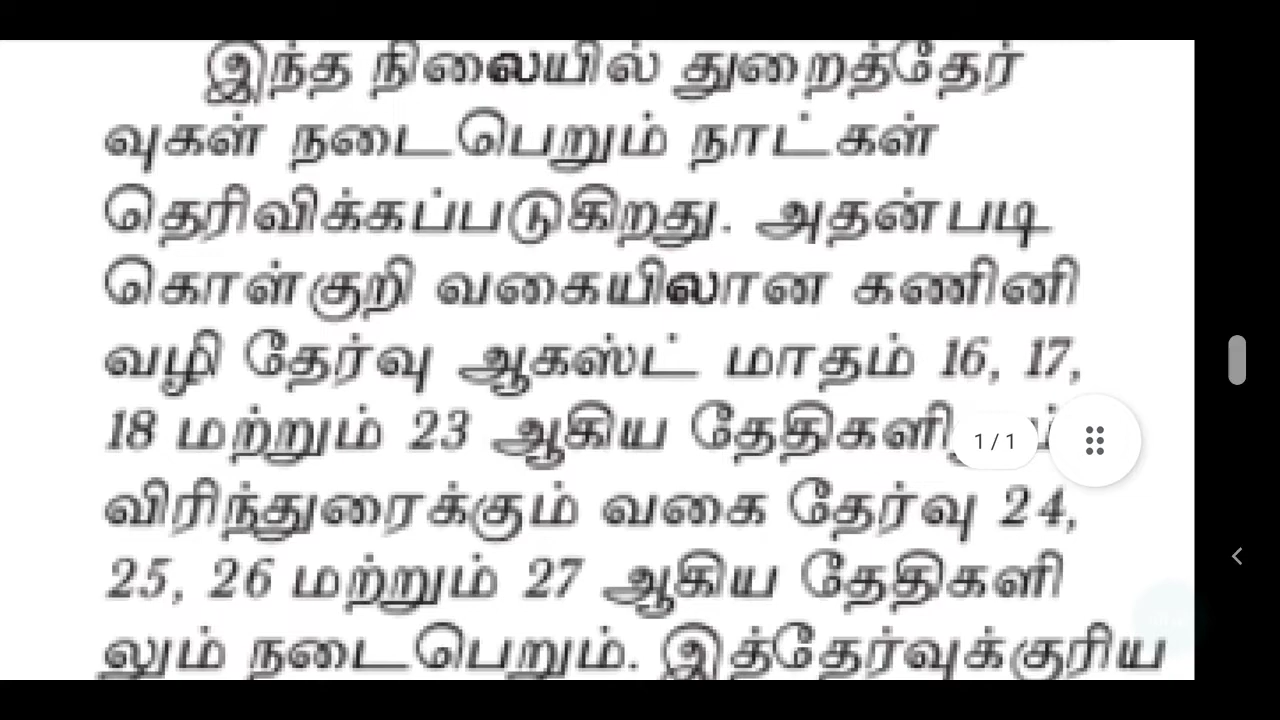 இந்த நிலையில் துறைத்தேர்
வுகள் நடைபெறும் நாட்கள்
தெரிவிக்கப்படுகிறது. அதன்படி
கொள்குறி வகையிலான கணினி
வழி தேர்வு ஆகஸ்ட் மாதம் 16, 17,
18 மற்றும் 23 ஆகிய தேதிகளி
1 / 1
விரிந்துரைக்கும் வகை தேர்வு 24,
25, 26 மற்றும் 27 ஆகிய தேதிகளி
லும் நடைபெறும். இத்தேர்வுக்குரிய